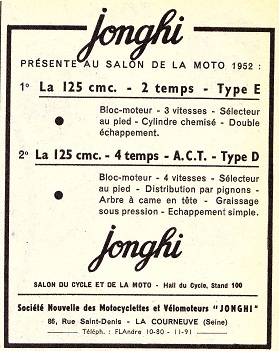 jonghi
PRÉSENTE AU SALON DE LA MOTO 1952 :
1° La 125 cmc. - 2 temps - Type E
Bloc-moteur - 3 vitesses - Sélecteur
au pied - Cylindre chemisé - Double
échappement.
2° La 125 cmc. - 4 temps - A.C.T. - Type D
Bloc-moteur - 4 vitesses - Sélecteur
au pied - Distribution par pignons -
Arbre à came en tête - Graissage
sous pression - Echappement simple.
jonghi
SALON DU CYCLE ET DE LA MOTO - Hall du Cycle, Stand 100
Société Nouvelle des Motocyclettes et Vélomoteurs "JONGHI"
86, Rue Saint-Denis - LA COURNEUVE (Seine)
Téléph. : FLAndre 10-80 - 11-91